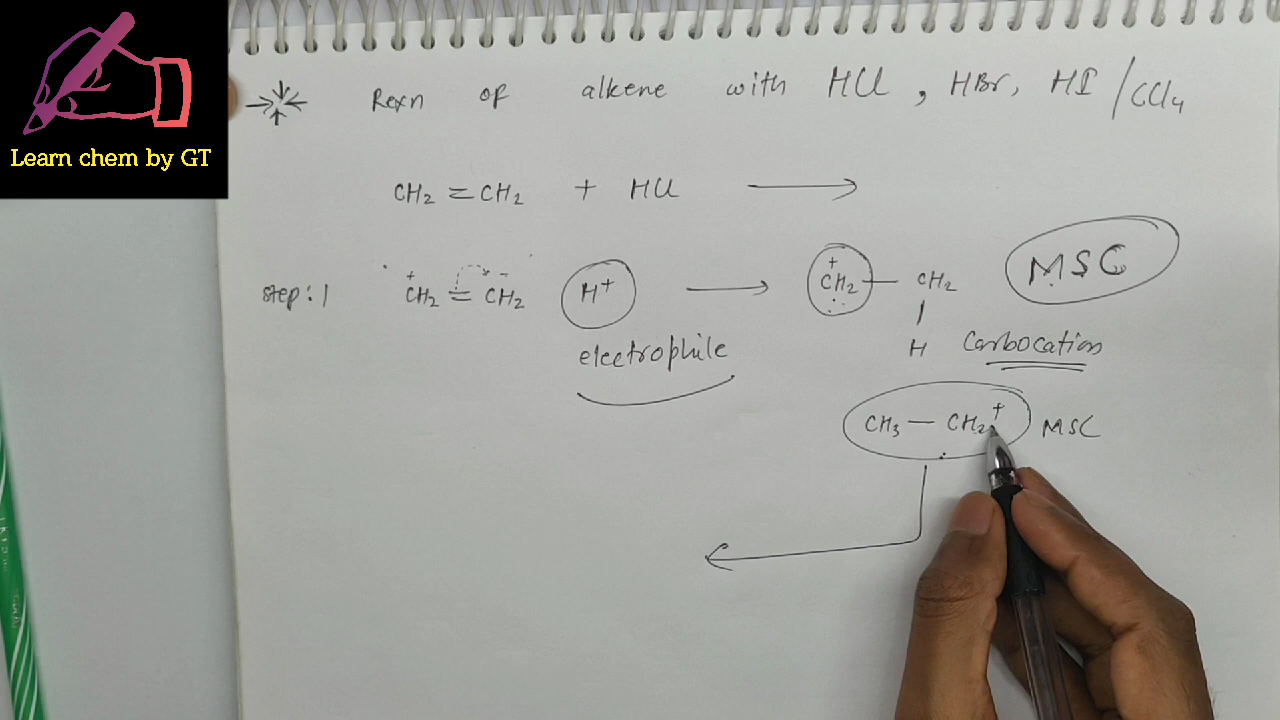 Learn chem by GT
Rexn of alkene with HCl, HBr, HI /CCl₄
CH₂=CH₂ + HCl ⟶
step:1 ⁺CH₂=CH₂⁻ H⁺ ⟶ ⁺CH₂—CH₂ MSC
|
electrophile H Carbocation
CH₃—CH₂⁺ MSC